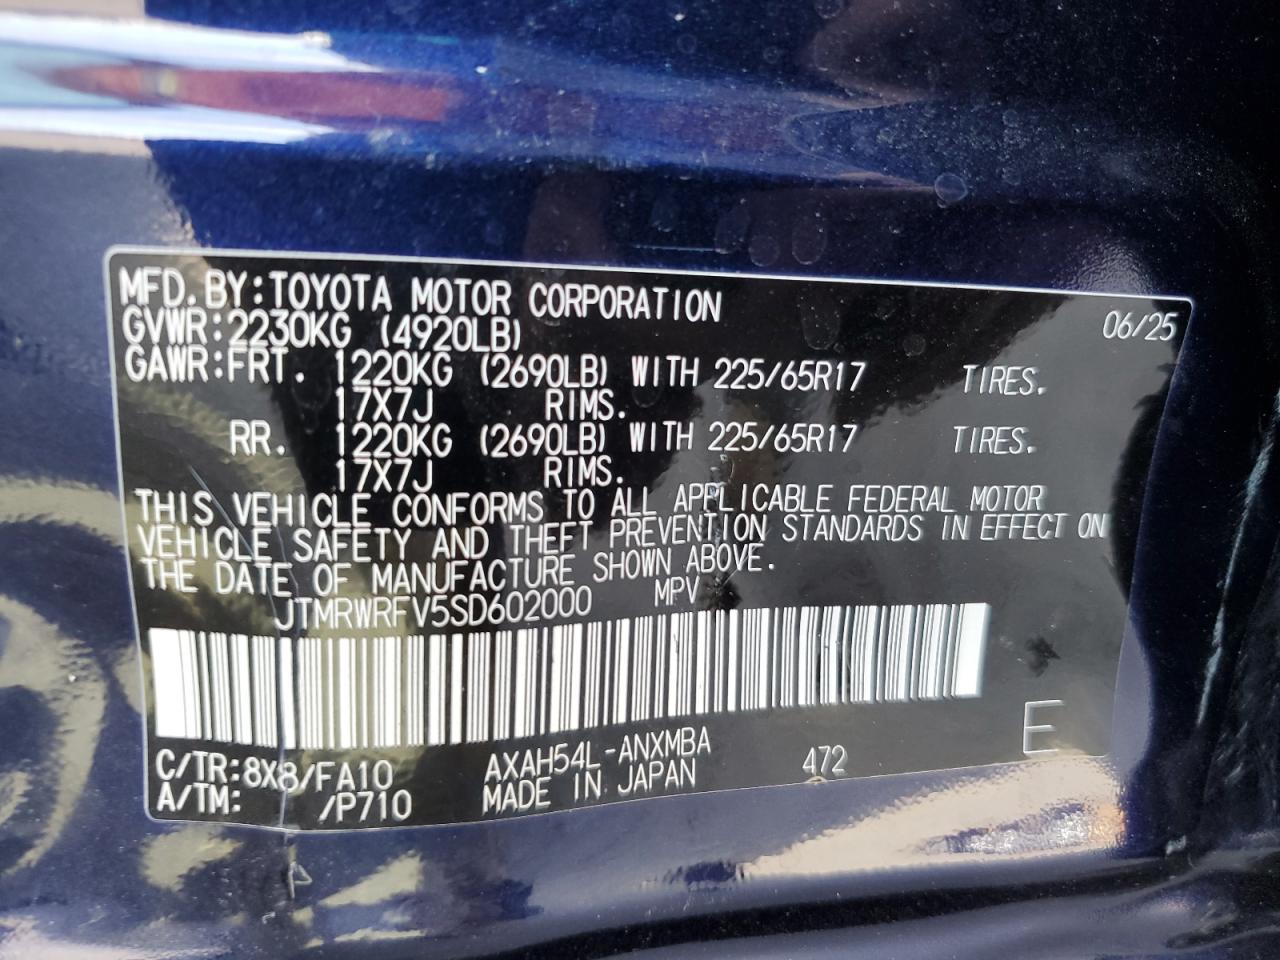 MFD. BY:TOYOTA MOTOR CORPORATION 06/25
GVWR:2230KG (4920LB)
GAWR:FRT. 1220KG (2690LB) WITH 225/65R17 TIRES.
17X7J RIMS.
RR. 1220KG (2690LB) WITH 225/65R17 TIRES.
17X7J RIMS.
THIS VEHICLE CONFORMS TO ALL APPLICABLE FEDERAL MOTOR
VEHICLE SAFETY AND THEFT PREVENTION STANDARDS IN EFFECT ON
THE DATE OF MANUFACTURE SHOWN ABOVE.
JTMRWRFV5SD602000 MPV
C/TR:8X8/FA10 AXAH54L-ANXMBA 472 E
A/TM: /P710 MADE IN JAPAN